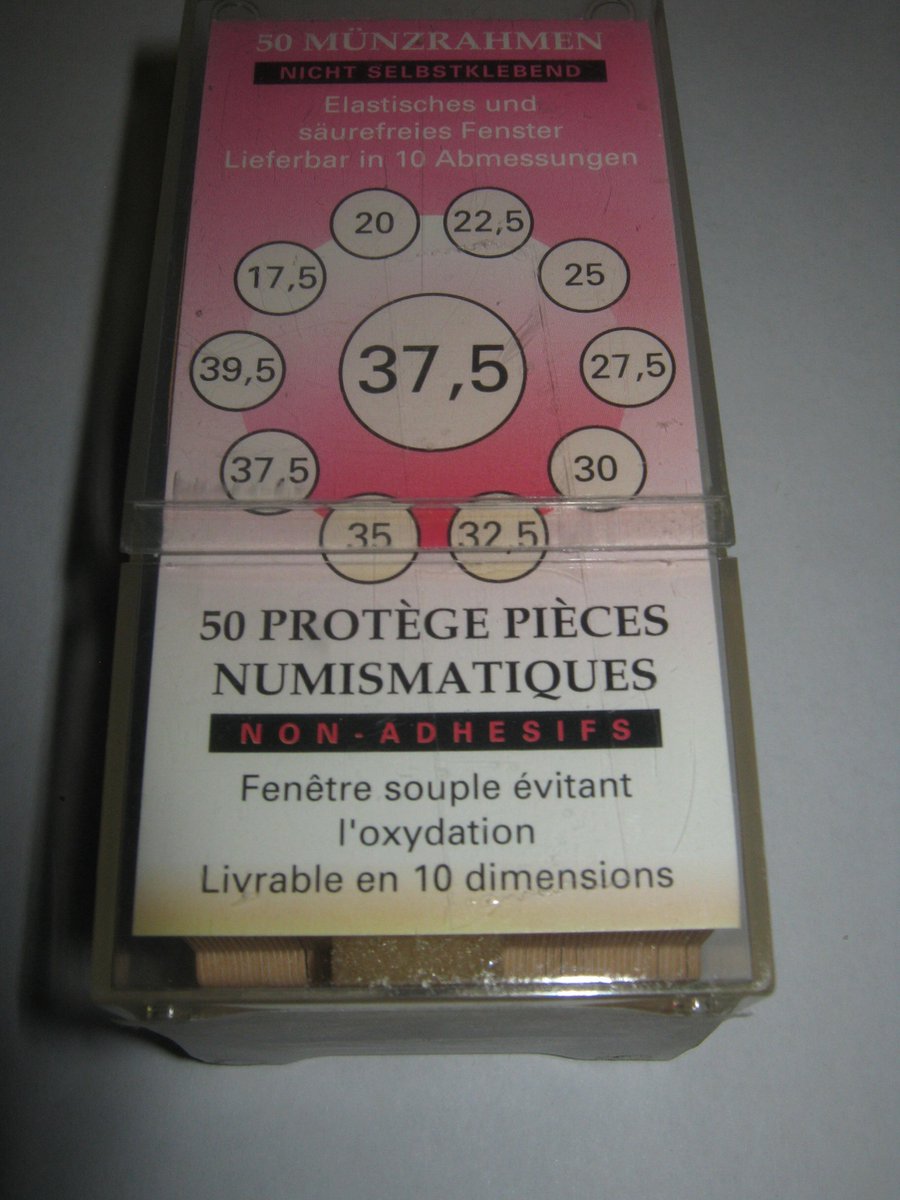 50 MÜNZRAHMEN
NICHT SELBSTKLEBEND
Elastisches und
säurefreies Fenster
Lieferbar in 10 Abmessungen
20
22,5
17,5
25
37,5
39,5
27,5
37,5
30
35
32,5
50 PROTÈGE PIÈCES
NUMISMATIQUES
NON-ADHESIFS
Fenêtre souple évitant
l'oxydation
Livrable en 10 dimensions